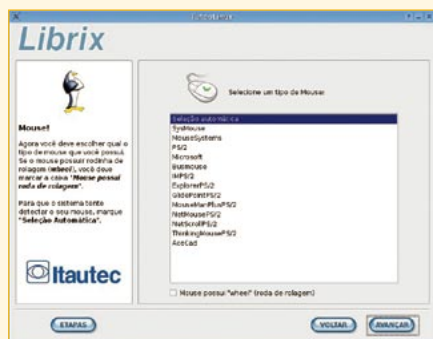 Librix
Mouse!
Agora você deve escolher qual o
tipo de mouse que você possui.
Se o mouse possuir rodinha de
rolagem (wheel), você deve
marcar a caixa "Mouse possui
roda de rolagem".
Para que o sistema tente
detectar o seu mouse, marque
"Seleção Automática".
Itautec
Selecione um tipo de Mouse:
Seleção automática
SysMouse
MouseSystems
PS/2
Microsoft
Busmouse
IMPS/2
ExplorerPS/2
GlidePointPS/2
MouseManPlusPS/2
NetMousePS/2
NetScrollPS/2
ThinkingMousePS/2
AceCad
Mouse possui "wheel" (roda de rolagem)
ETAPAS
VOLTAR
AVANÇAR